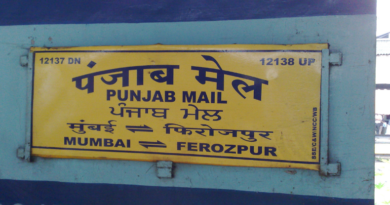 12137 DN 12138 UP
पंजाब मेल
PUNJAB MAIL
ਪੰਜਾਬ ਮੇਲ
मुंबई ⇌ फिरोजपुर
MUMBAI ⇌ FEROZPUR